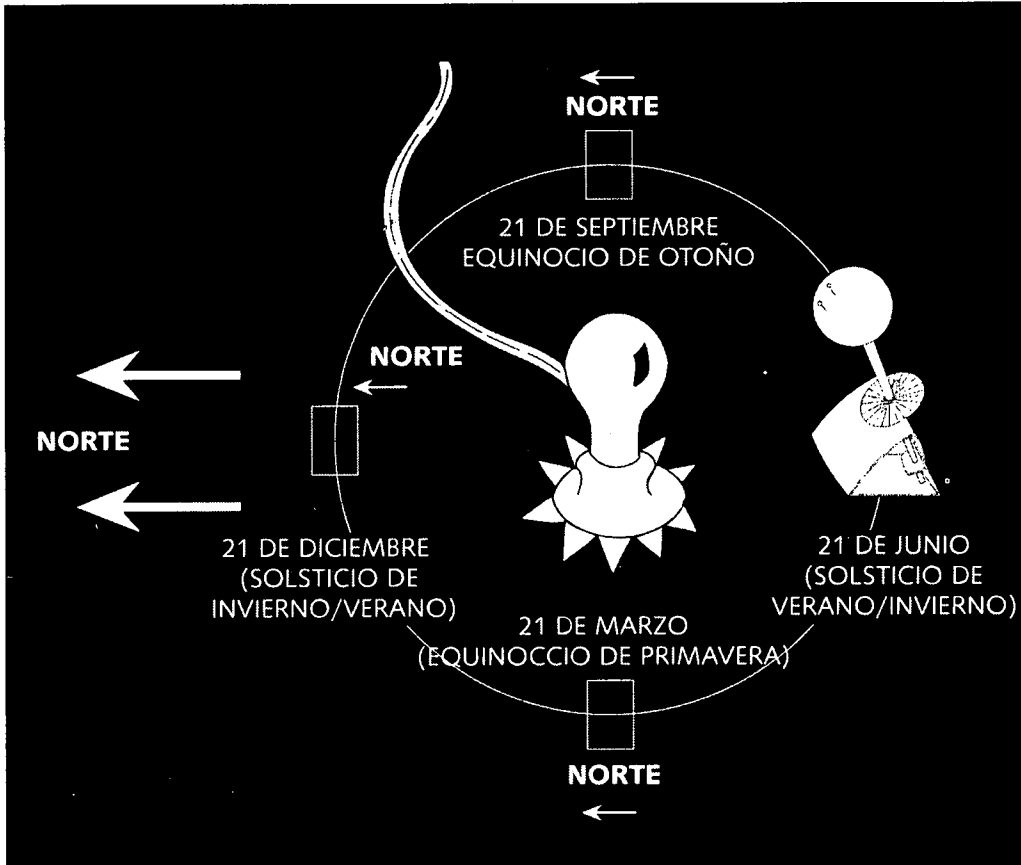 NORTE
21 DE SEPTIEMBRE
EQUINOCIO DE OTOÑO
NORTE
NORTE
21 DE DICIEMBRE
(SOLSTICIO DE
INVIERNO/VERANO)
21 DE JUNIO
(SOLSTICIO DE
VERANO/INVIERNO)
21 DE MARZO
(EQUINOCCIO DE PRIMAVERA)
NORTE